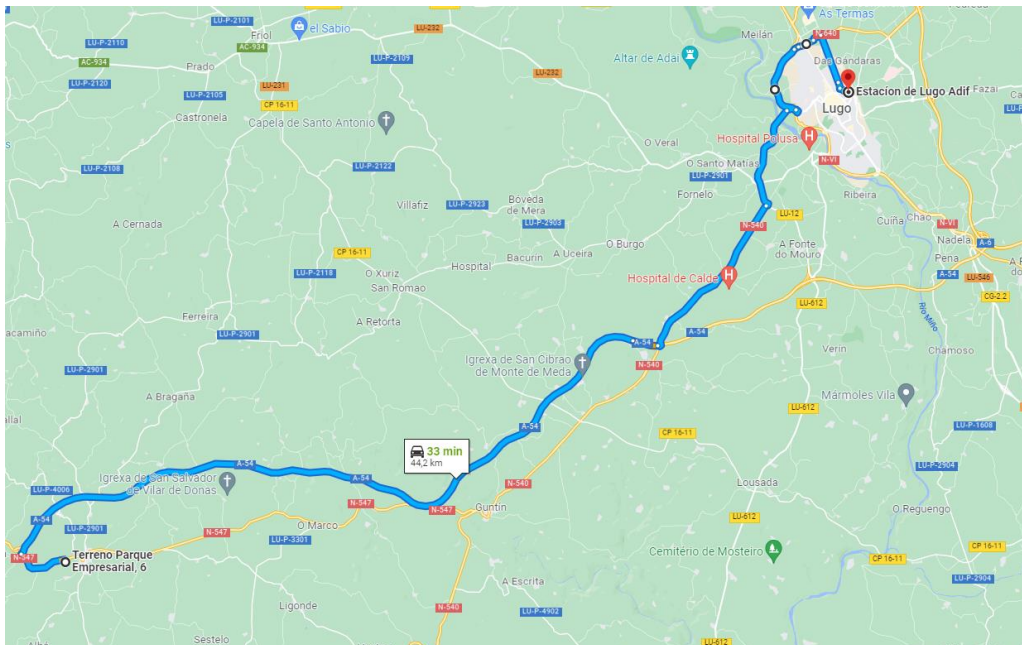 LU-P-2101
el Sabio
LU-232
As Termas
LU-P-2110
Friol
AC-934
Meilán
N-640
AC-934
Prado
LU-P-2109
Altar de Adai
Das Gándaras
LU-P-2120
LU-231
LU-232
Estacion de Lugo Adif
Fazai
LU-P-2105
CP 16-11
Lugo
Castronela
Capela de Santo Antonio
Hospital Polusa
O Veral
N-VI
LU-P-2108
LU-P-2122
O Santo Matías
LU-P-2901
Ribeira
Villafiz
LU-P-2923
Bóveda
de Mera
Fornelo
LU-12
Cuiña
Chao
N-VI
A Cernada
LU-P-2903
N-540
Nadela
A-6
CP 16-11
O Burgo
A Fonte
do Mouro
Pena
A-54
Bacurin
A Uceira
Hospital
LU-P-2118
O Xuriz
San Romao
Hospital de Calde
LU-546
CG-2.2
LU-612
Río Miño
Ferreira
A Retorta
LU-P-2901
A-54
A-54
Verin
Chamoso
Igrexa de San Cibrao
de Monte de Meda
N-540
LU-P-2901
Mármoles Vila
A Bragaña
LU-612
LU-P-1608
A-54
CP 16-11
33 min
44,2 km
A-54
LU-P-2904
Igrexa de San Salvador
de Vilar de Donas
A-54
N-540
Lousada
LU-P-4006
N-547
Guntín
O Reguengo
A-54
LU-P-2901
N-547
O Marco
LU-612
LU-P-3301
Cemitério de Mosteiro
CP 16-11
N-547
Terreno Parque
Empresarial, 6
CP 16-11
LU-P-2904
A Escrita
Ligonde
N-540
LU-P-4902
Sestelo
LU-612